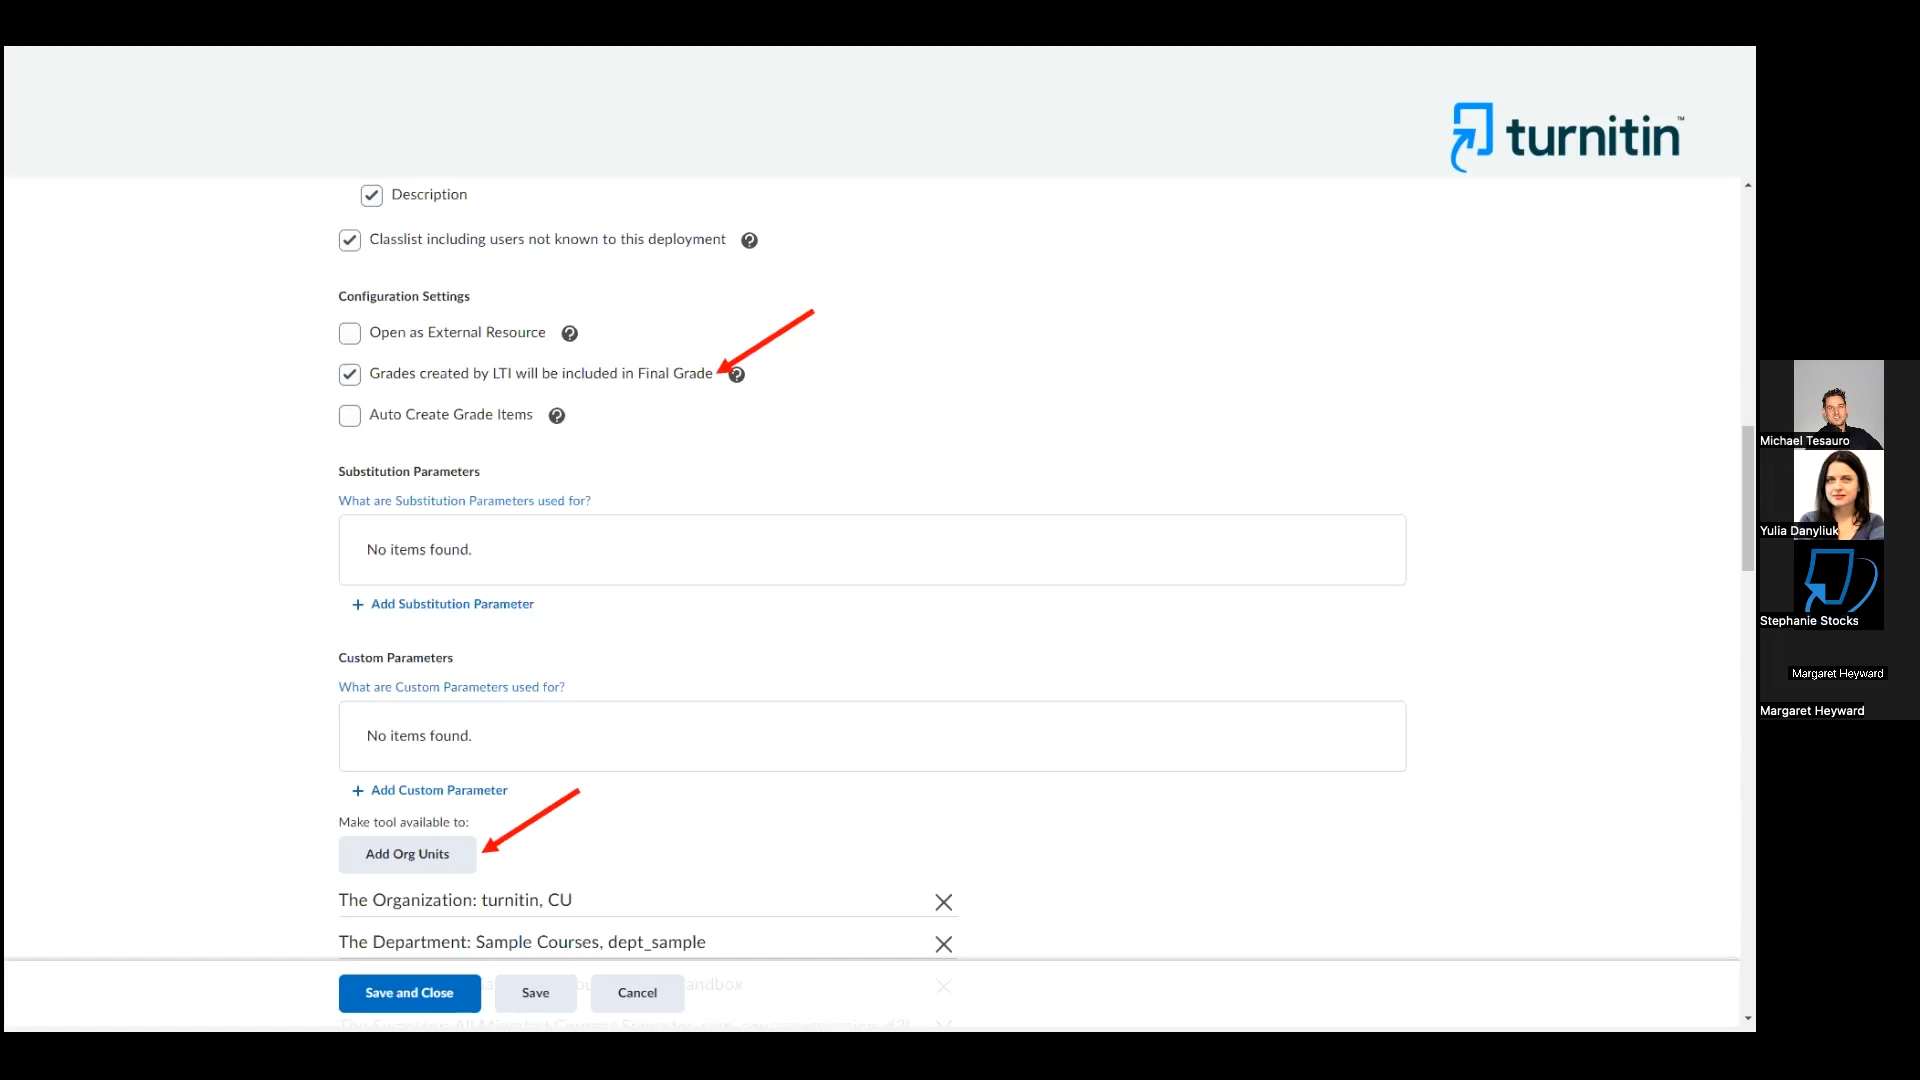 turnitin™
Description
Classlist including users not known to this deployment
Configuration Settings
Open as External Resource
Grades created by LTI will be included in Final Grade
Auto Create Grade Items
Substitution Parameters
What are Substitution Parameters used for?
No items found.
+ Add Substitution Parameter
Custom Parameters
What are Custom Parameters used for?
No items found.
+ Add Custom Parameter
Make tool available to:
Add Org Units
The Organization: turnitin, CU
The Department: Sample Courses, dept_sample
Save and Close
Save
Cancel
Michael Tesauro
Yulia Danyliuk
Stephanie Stocks
Margaret Heyward
Margaret Heyward